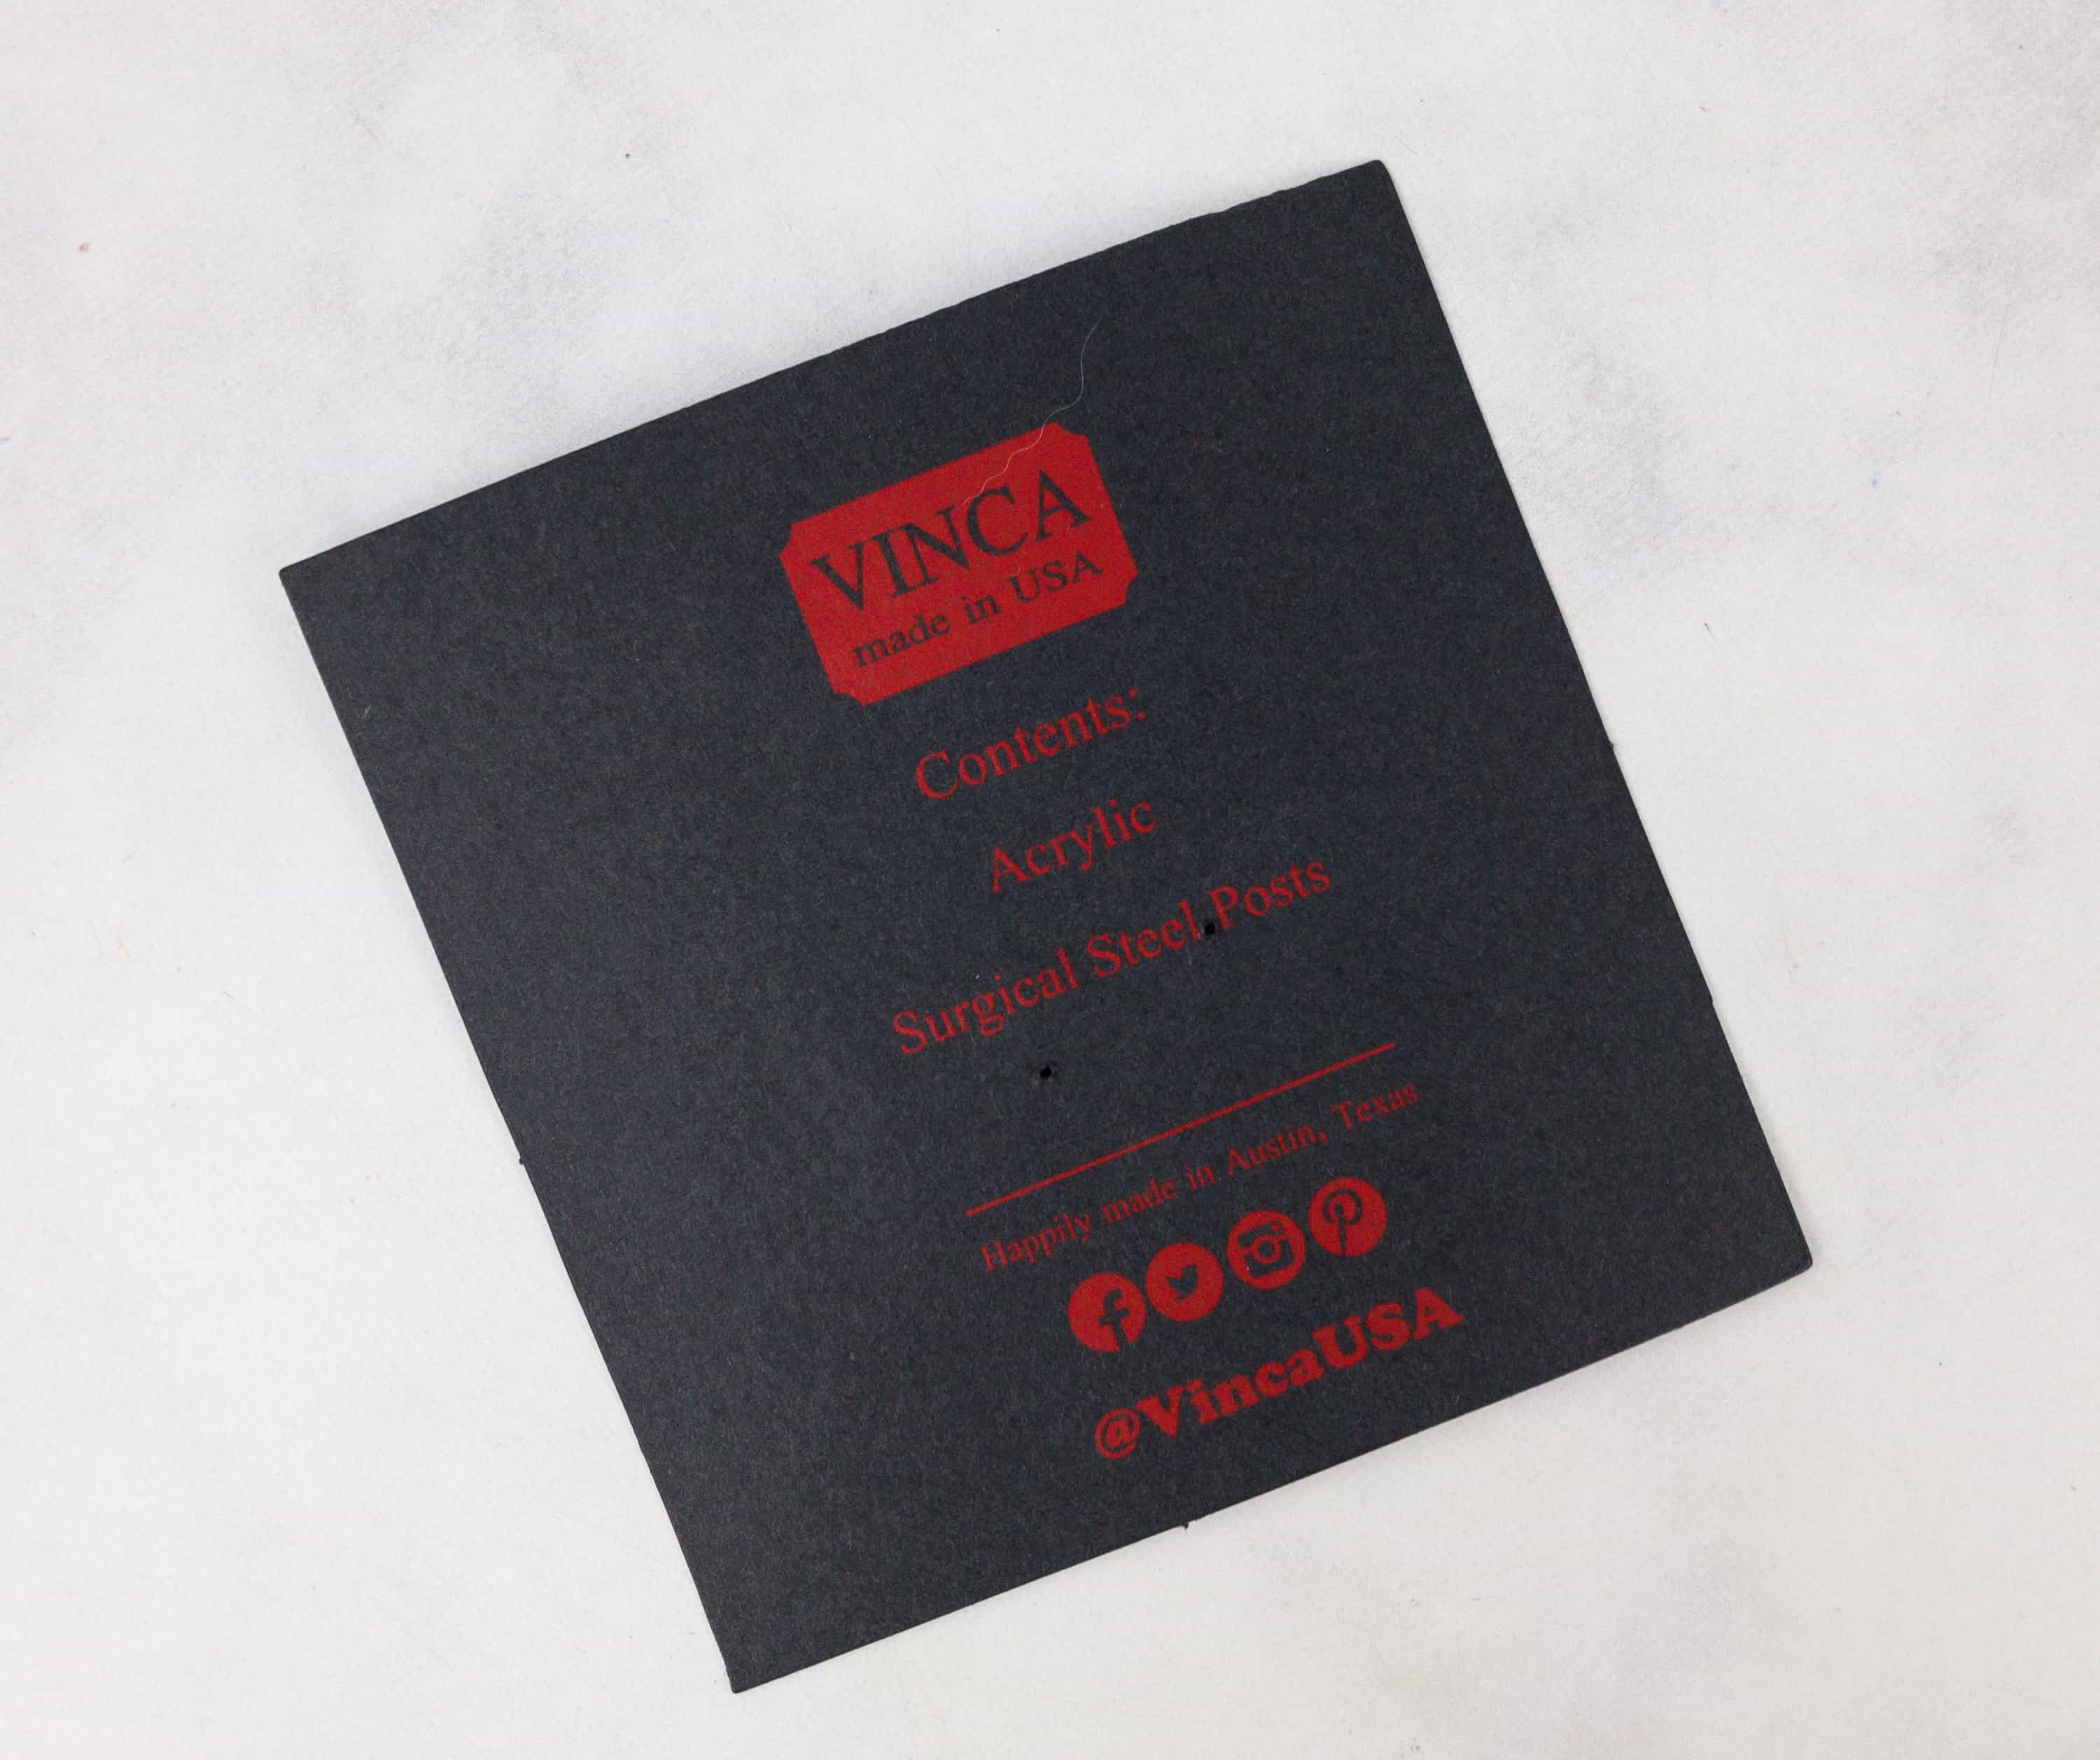 VINCA
made in USA
Contents:
Acrylic
Surgical Steel Posts
Happily made in Austin, Texas
@VincaUSA